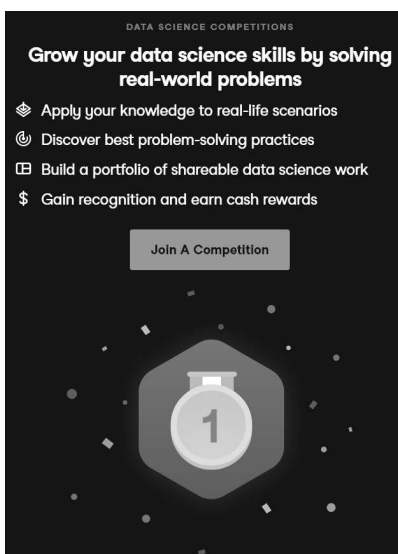 DATA SCIENCE COMPETITIONS
Grow your data science skills by solving
real-world problems
Apply your knowledge to real-life scenarios
Discover best problem-solving practices
Build a portfolio of shareable data science work
$ Gain recognition and earn cash rewards
Join A Competition
1